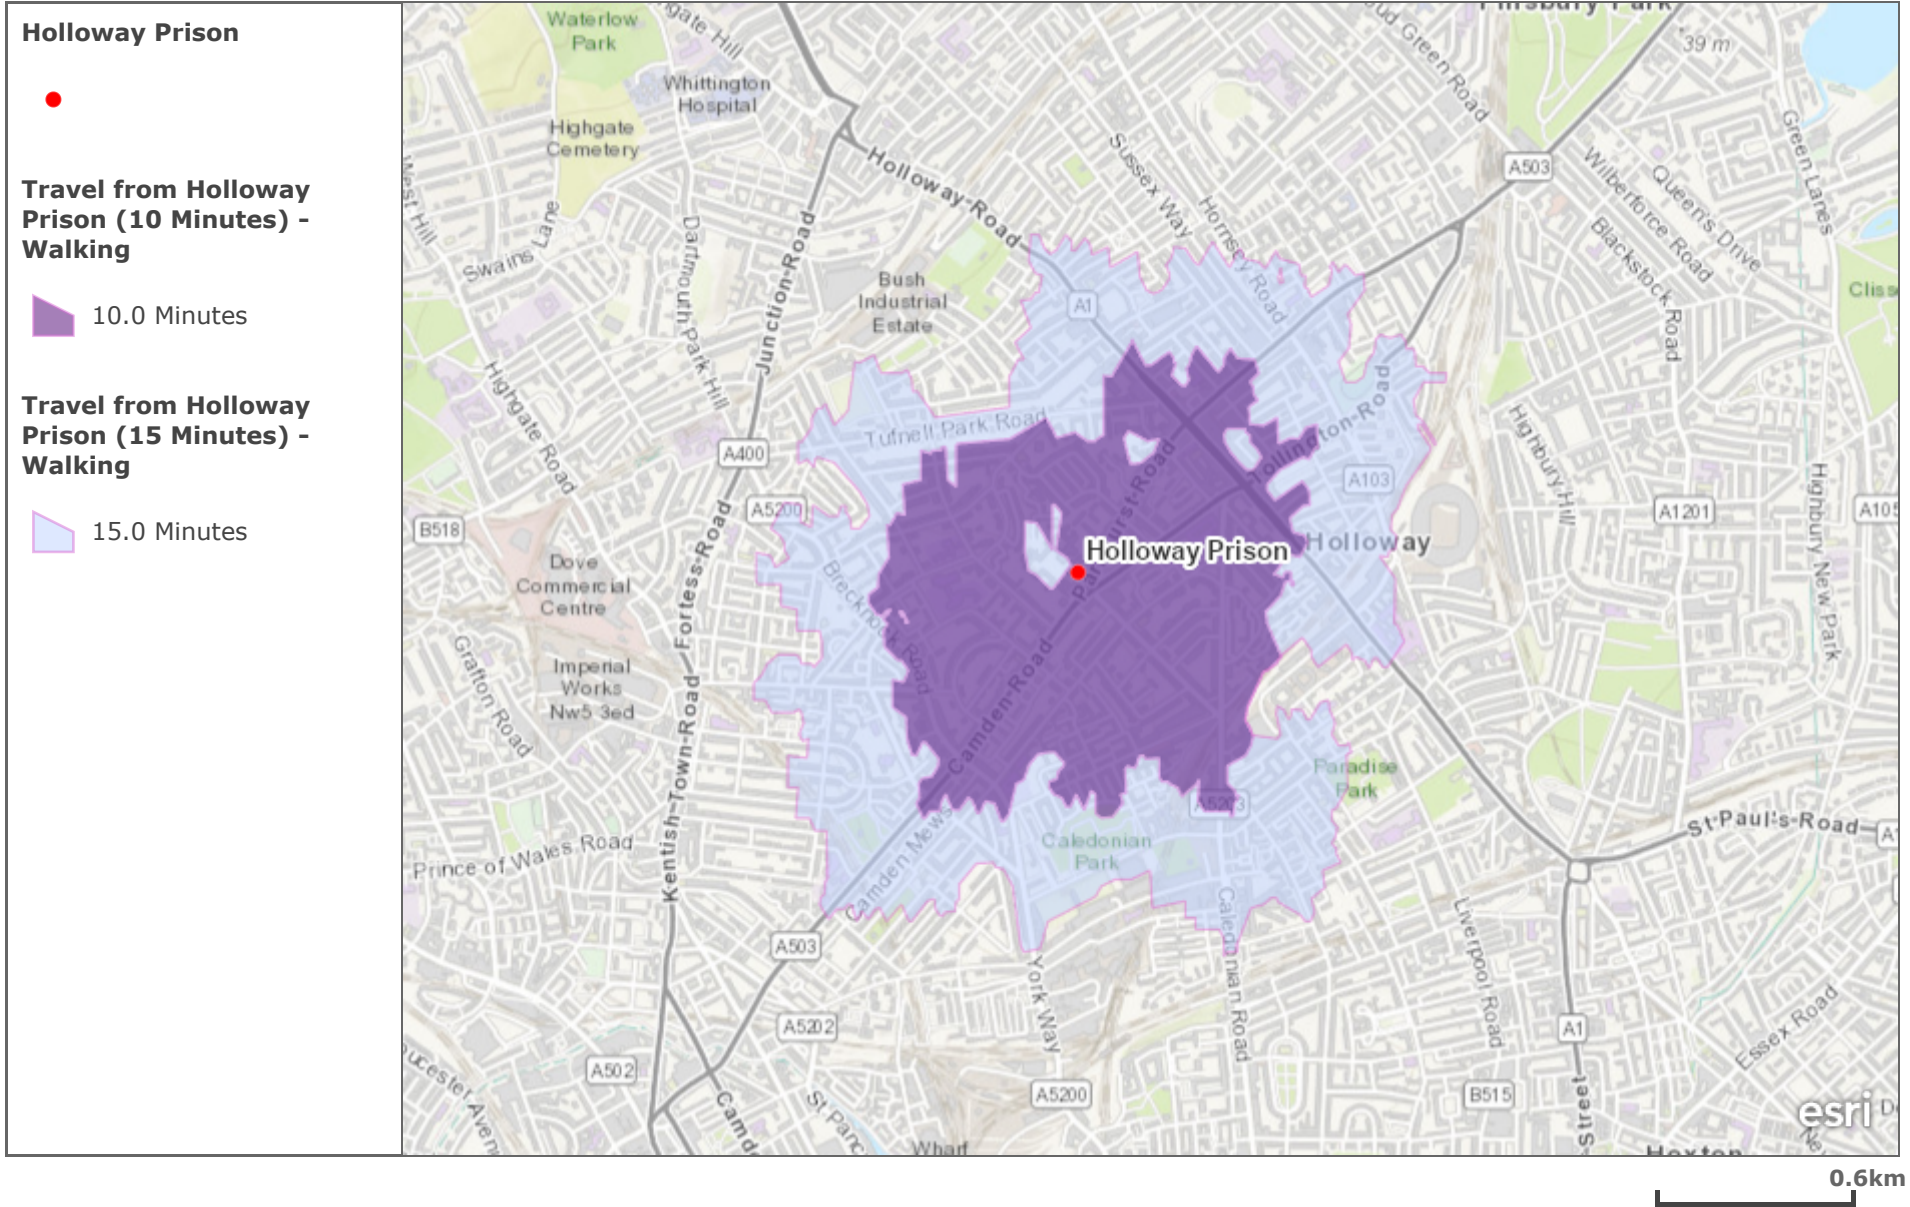 Holloway Prison
Travel from Holloway
Prison (10 Minutes) -
Walking
10.0 Minutes
Travel from Holloway
Prison (15 Minutes) -
Walking
15.0 Minutes
Waterlow
Park
Whittington
Hospital
Highgate
Cemetery
West Hill
Swains Lane
Dartmouth Park Hill
Junction-Road
Holloway-Road
Sussex Way
Hornsey Road
39 m
A503
Wilberforce Road
Queen's Drive
Blackstock Road
Green Lanes
Bush
Industrial
Estate
A1
Highgate Road
Tufnell Park Road
Tollington-Road
A400
A103
A5200
B518
Highbury Hill
A1201
Highbury New Park
Holloway
Holloway Prison
Dove
Commercial
Centre
Fortess-Road
Brecknock Road
Imperial
Works
Nw5 3ed
Grafton Road
Kentish-Town-Road
Camden-Road
Paradise
Park
A5203
Caledonian
Park
Camden Mews
St Paul's-Road
Prince of Wales Road
A503
York Way
Caledonian Road
Liverpool Road
Essex Road
A5202
A1
A502
A5200
B515
Street
Wharf
esri
0.6km